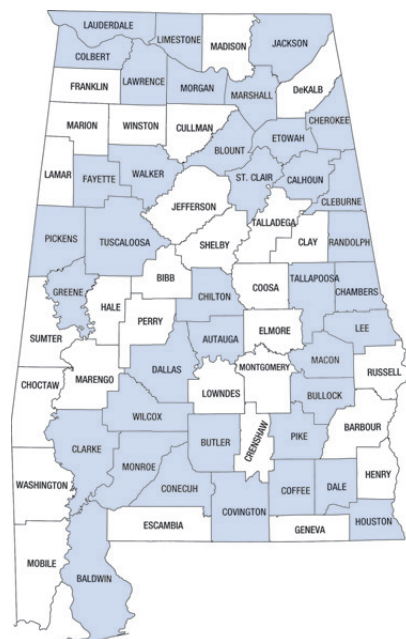 LAUDERDALE
LIMESTONE
MADISON
JACKSON
COLBERT
FRANKLIN
LAWRENCE
MORGAN
MARSHALL
DeKALB
MARION
WINSTON
CULLMAN
BLOUNT
ETOWAH
CHEROKEE
LAMAR
FAYETTE
WALKER
ST. CLAIR
CALHOUN
JEFFERSON
CLEBURNE
PICKENS
TUSCALOOSA
SHELBY
TALLADEGA
CLAY
RANDOLPH
BIBB
GREENE
HALE
PERRY
CHILTON
COOSA
TALLAPOOSA
CHAMBERS
SUMTER
AUTAUGA
ELMORE
LEE
CHOCTAW
MARENGO
DALLAS
LOWNDES
MONTGOMERY
MACON
RUSSELL
WILCOX
BULLOCK
CLARKE
BUTLER
CRENSHAW
PIKE
BARBOUR
WASHINGTON
MONROE
CONECUH
COFFEE
DALE
HENRY
COVINGTON
ESCAMBIA
GENEVA
HOUSTON
MOBILE
BALDWIN